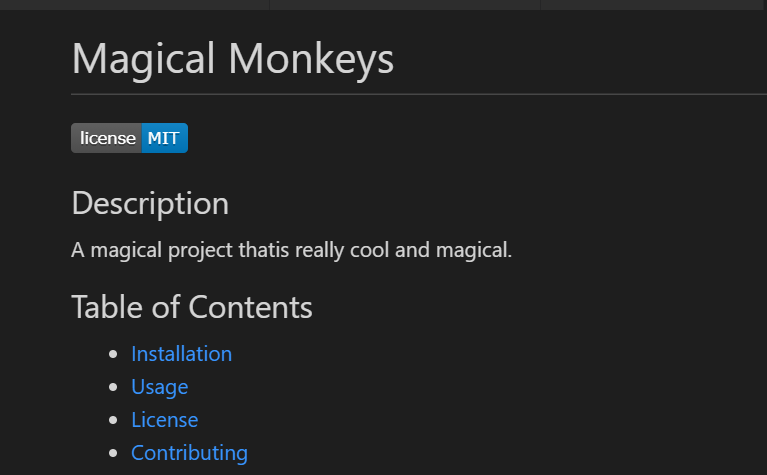 Magical Monkeys
license MIT
Description
A magical project thatis really cool and magical.
Table of Contents
Installation
Usage
License
Contributing